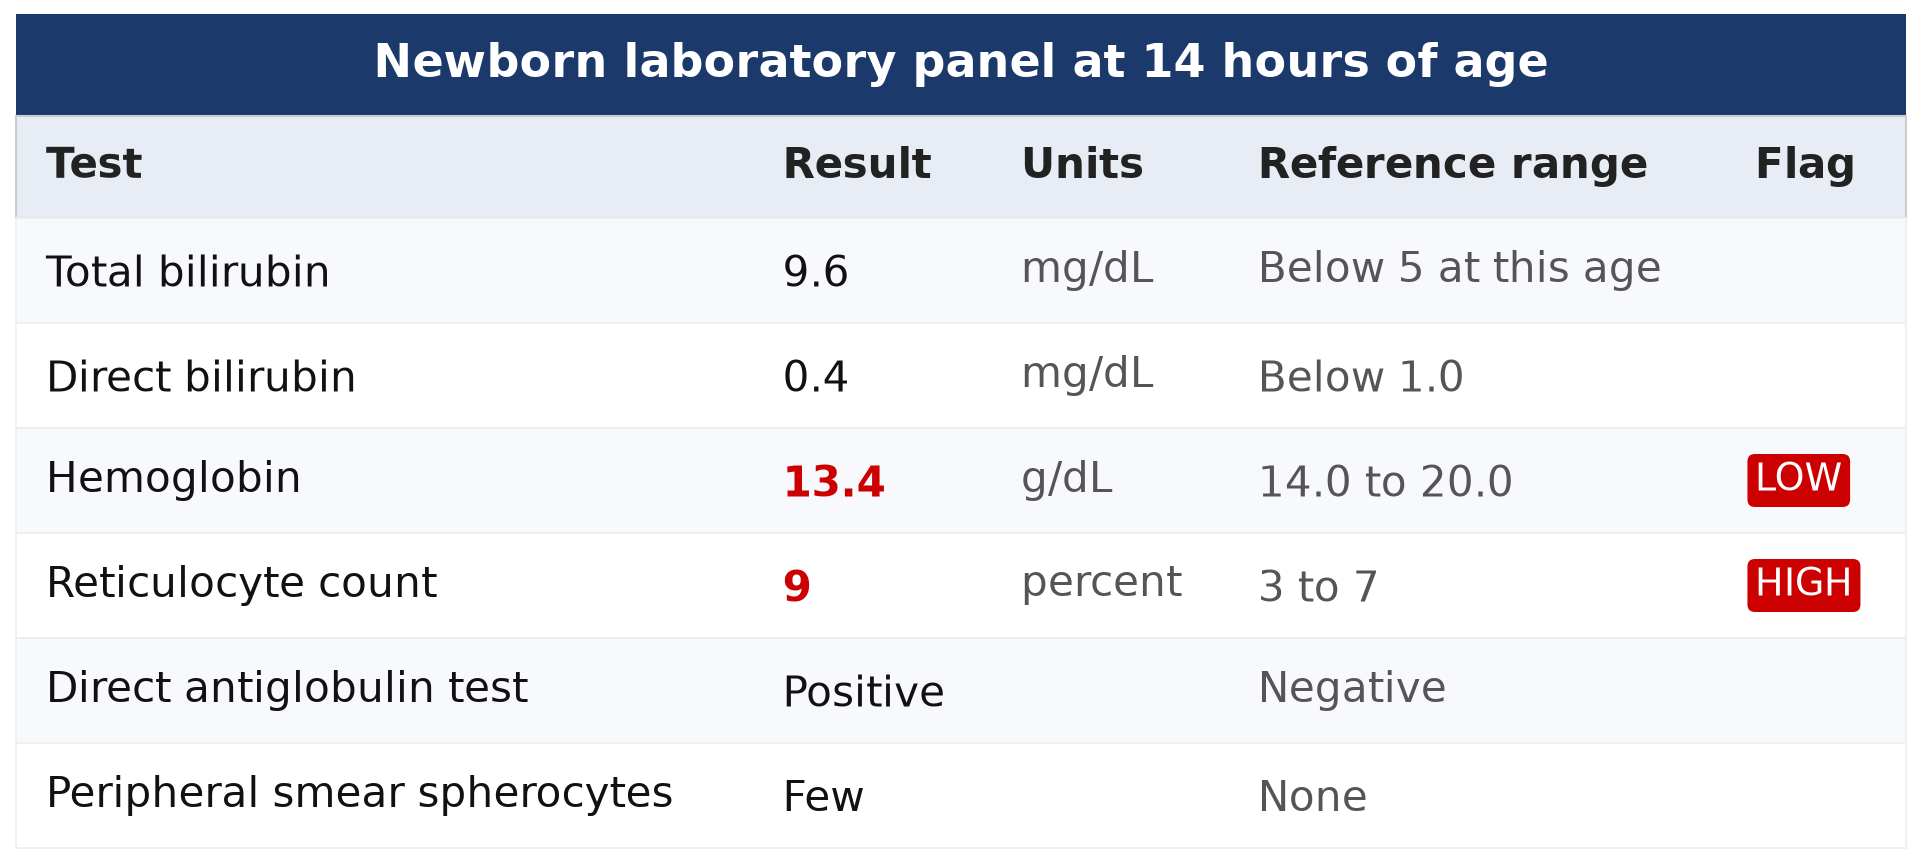 Newborn laboratory panel at 14 hours of age
Test Result Units Reference range Flag
Total bilirubin 9.6 mg/dL Below 5 at this age
Direct bilirubin 0.4 mg/dL Below 1.0
Hemoglobin 13.4 g/dL 14.0 to 20.0 LOW
Reticulocyte count 9 percent 3 to 7 HIGH
Direct antiglobulin test Positive Negative
Peripheral smear spherocytes Few None